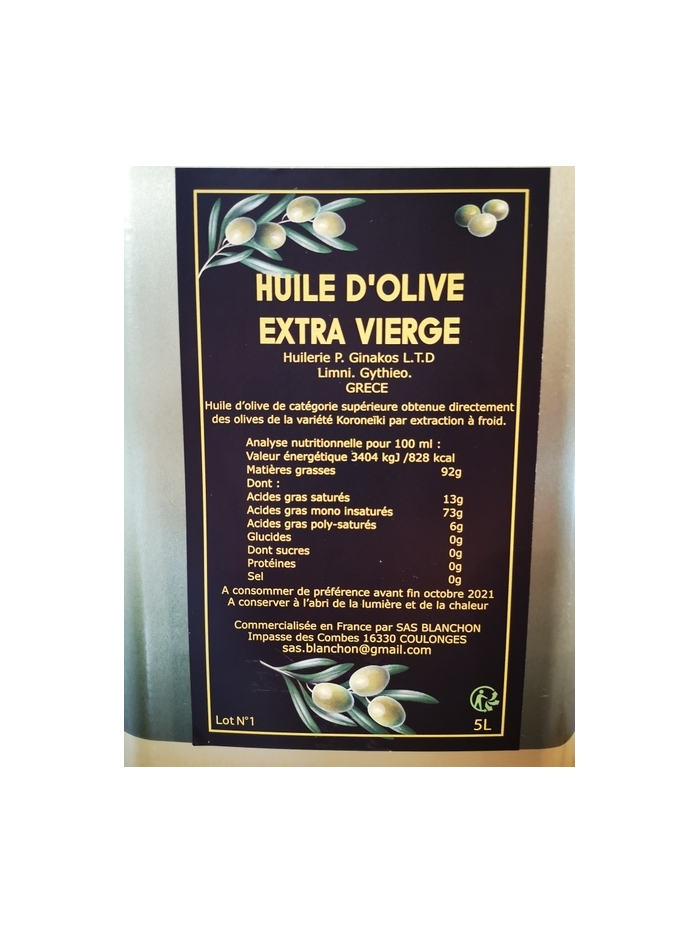 HUILE D'OLIVE
EXTRA VIERGE
Huilerie P. Ginakos L.T.D
Limni. Gythieo.
GRECE
Huile d'olive de catégorie supérieure obtenue directement
des olives de la variété Koroneïki par extraction à froid.
Analyse nutritionnelle pour 100 ml :
Valeur énergétique 3404 kgJ /828 kcal
Matières grasses 92g
Dont :
Acides gras saturés 13g
Acides gras mono insaturés 73g
Acides gras poly-saturés 6g
Glucides 0g
Dont sucres 0g
Protéines 0g
Sel 0g
A consommer de préférence avant fin octobre 2021
A conserver à l'abri de la lumière et de la chaleur
Commercialisée en France par SAS BLANCHON
Impasse des Combes 16330 COULONGES
sas.blanchon@gmail.com
Lot N°1 5L